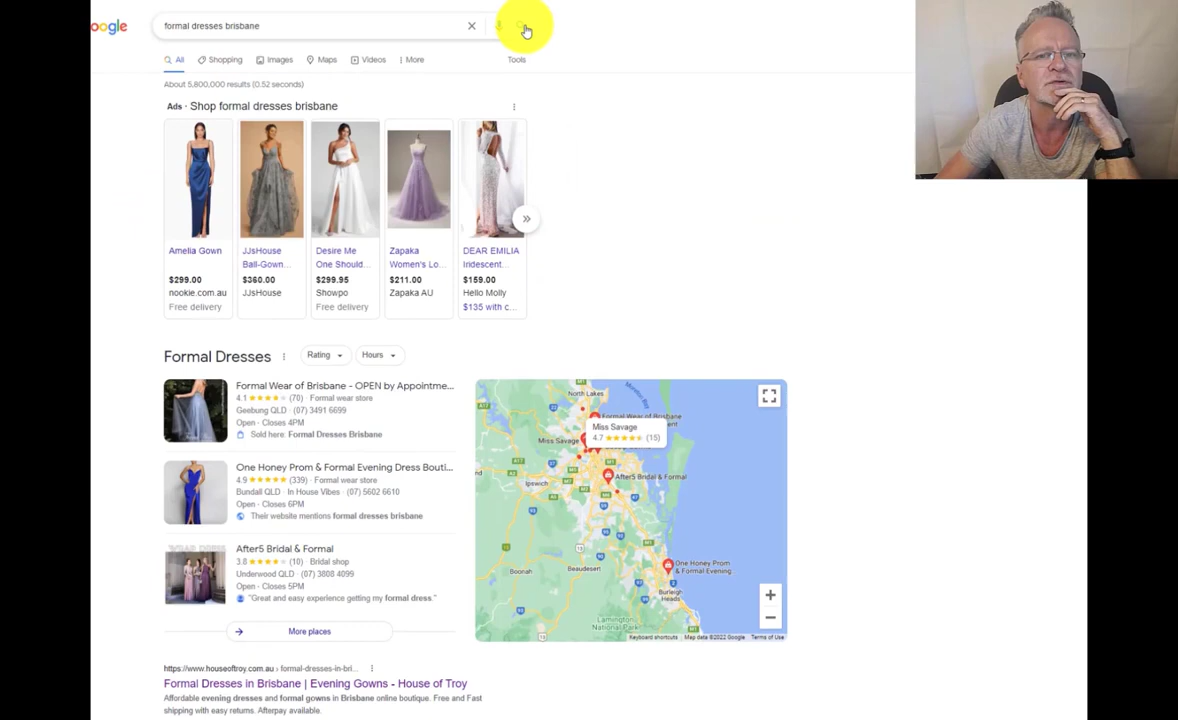 oogle
formal dresses brisbane
All
Shopping
Images
Maps
Videos
More
Tools
About 5,800,000 results (0.52 seconds)
Ads · Shop formal dresses brisbane
Amelia Gown
$299.00
nookie.com.au
Free delivery
JJsHouse
Ball-Gown...
$360.00
JJsHouse
Desire Me
One Should...
$299.95
Showpo
Free delivery
Zapaka
Women's Lo...
$211.00
Zapaka AU
DEAR EMILIA
Iridescent...
$159.00
Hello Molly
$135 with c...
Formal Dresses
Rating
Hours
Formal Wear of Brisbane - OPEN by Appointme...
4.1 (70) · Formal wear store
Geebung QLD · (07) 3491 6699
Open · Closes 4PM
Sold here: Formal Dresses Brisbane
One Honey Prom & Formal Evening Dress Bouti...
4.9 (339) · Formal wear store
Bundall QLD · In House Vibes · (07) 5602 6610
Open · Closes 6PM
Their website mentions formal dresses brisbane
After5 Bridal & Formal
3.8 (10) · Bridal shop
Underwood QLD · (07) 3808 4099
Open · Closes 5PM
"Great and easy experience getting my formal dress."
More places
North Lakes
Formal Wear of Brisbane
Miss Savage
4.7 (15)
Miss Savage
After5 Bridal & Formal
Ipswich
One Honey Prom
& Formal Evening
Boonah
Beaudesert
Burleigh
Heads
Lamington
National Park
Keyboard shortcuts
Map data ©2022 Google
Terms of Use
https://www.houseoftroy.com.au › formal-dresses-in-bri...
Formal Dresses in Brisbane | Evening Gowns - House of Troy
Affordable evening dresses and formal gowns in Brisbane online boutique. Free and Fast
shipping with easy returns. Afterpay available.